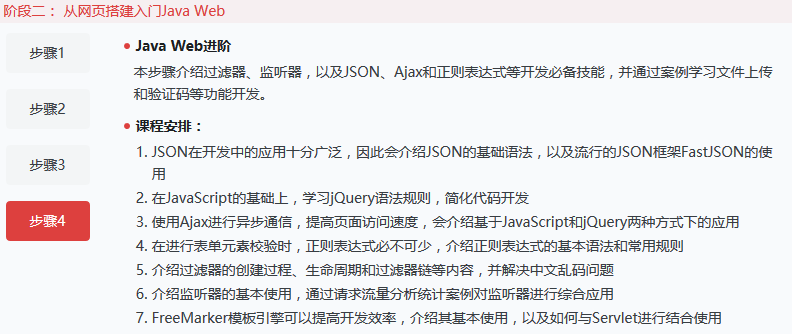 阶段二： 从网页搭建入门Java Web
步骤1
步骤2
步骤3
步骤4
Java Web进阶
本步骤介绍过滤器、监听器，以及JSON、Ajax和正则表达式等开发必备技能，并通过案例学习文件上传
和验证码等功能开发。
课程安排：
1. JSON在开发中的应用十分广泛，因此会介绍JSON的基础语法，以及流行的JSON框架FastJSON的使
用
2. 在JavaScript的基础上，学习jQuery语法规则，简化代码开发
3. 使用Ajax进行异步通信，提高页面访问速度，会介绍基于JavaScript和jQuery两种方式下的应用
4. 在进行表单元素校验时，正则表达式必不可少，介绍正则表达式的基本语法和常用规则
5. 介绍过滤器的创建过程、生命周期和过滤器链等内容，并解决中文乱码问题
6. 介绍监听器的基本使用，通过请求流量分析统计案例对监听器进行综合应用
7. FreeMarker模板引擎可以提高开发效率，介绍其基本使用，以及如何与Servlet进行结合使用